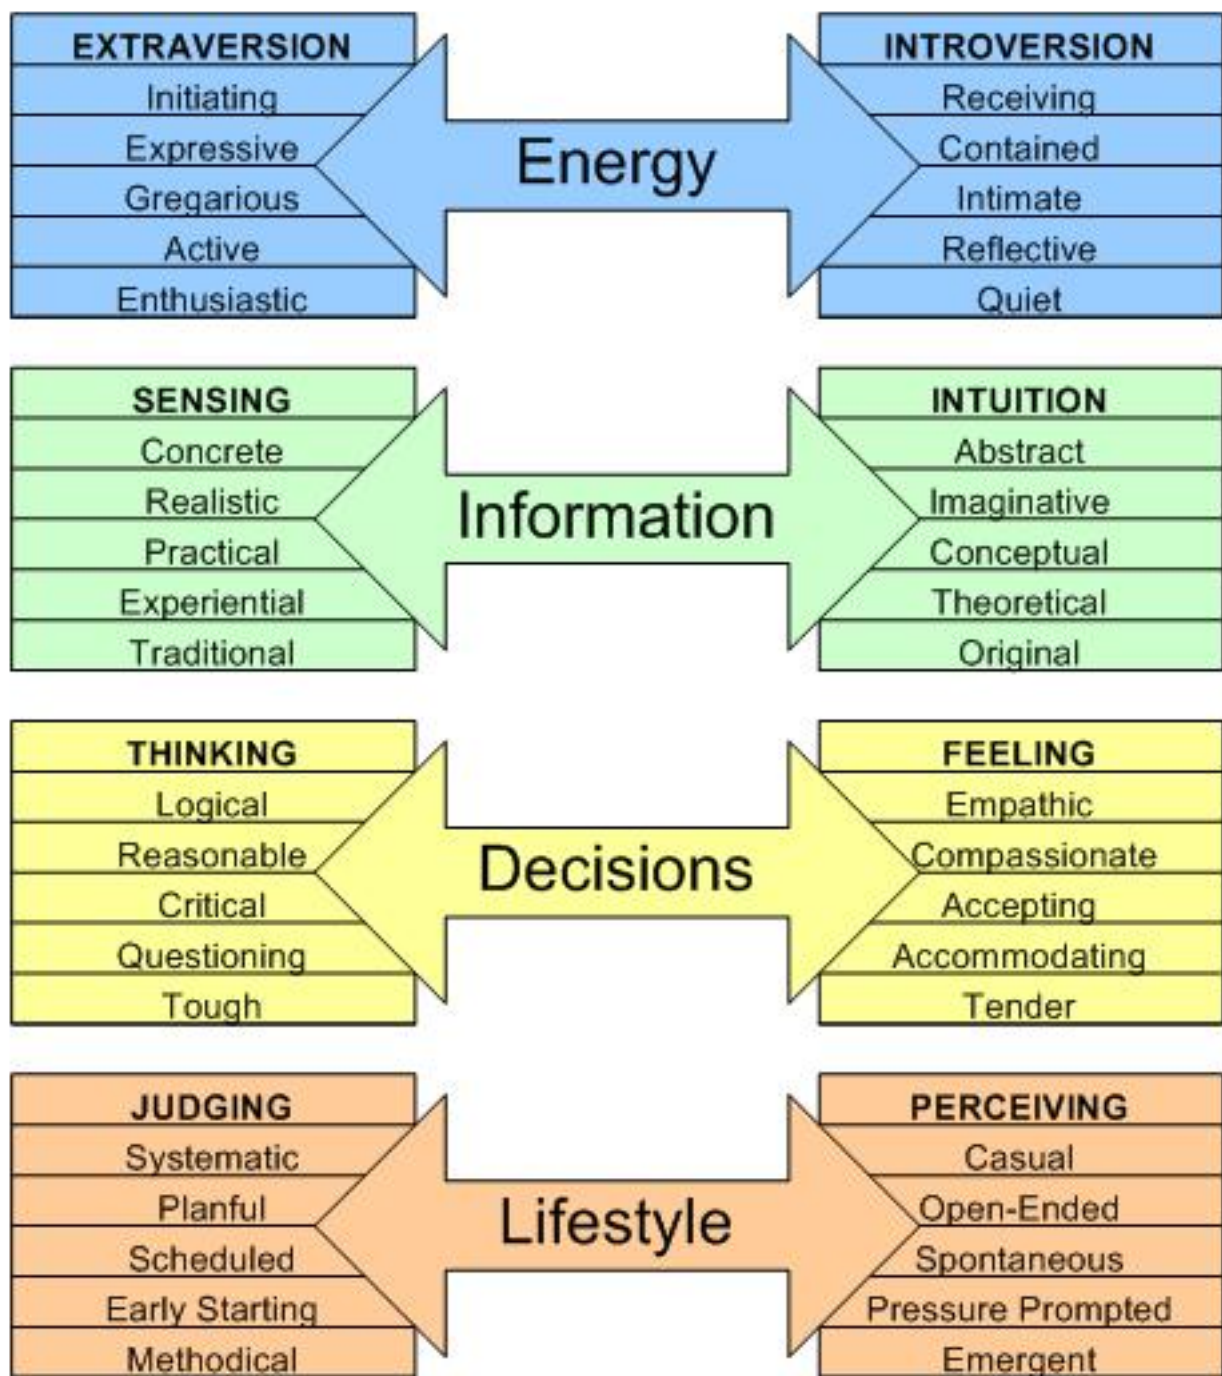 EXTRAVERSION
Initiating
Expressive
Gregarious
Active
Enthusiastic
Energy
INTROVERSION
Receiving
Contained
Intimate
Reflective
Quiet
SENSING
Concrete
Realistic
Practical
Experiential
Traditional
Information
INTUITION
Abstract
Imaginative
Conceptual
Theoretical
Original
THINKING
Logical
Reasonable
Critical
Questioning
Tough
Decisions
FEELING
Empathic
Compassionate
Accepting
Accommodating
Tender
JUDGING
Systematic
Planful
Scheduled
Early Starting
Methodical
Lifestyle
PERCEIVING
Casual
Open-Ended
Spontaneous
Pressure Prompted
Emergent